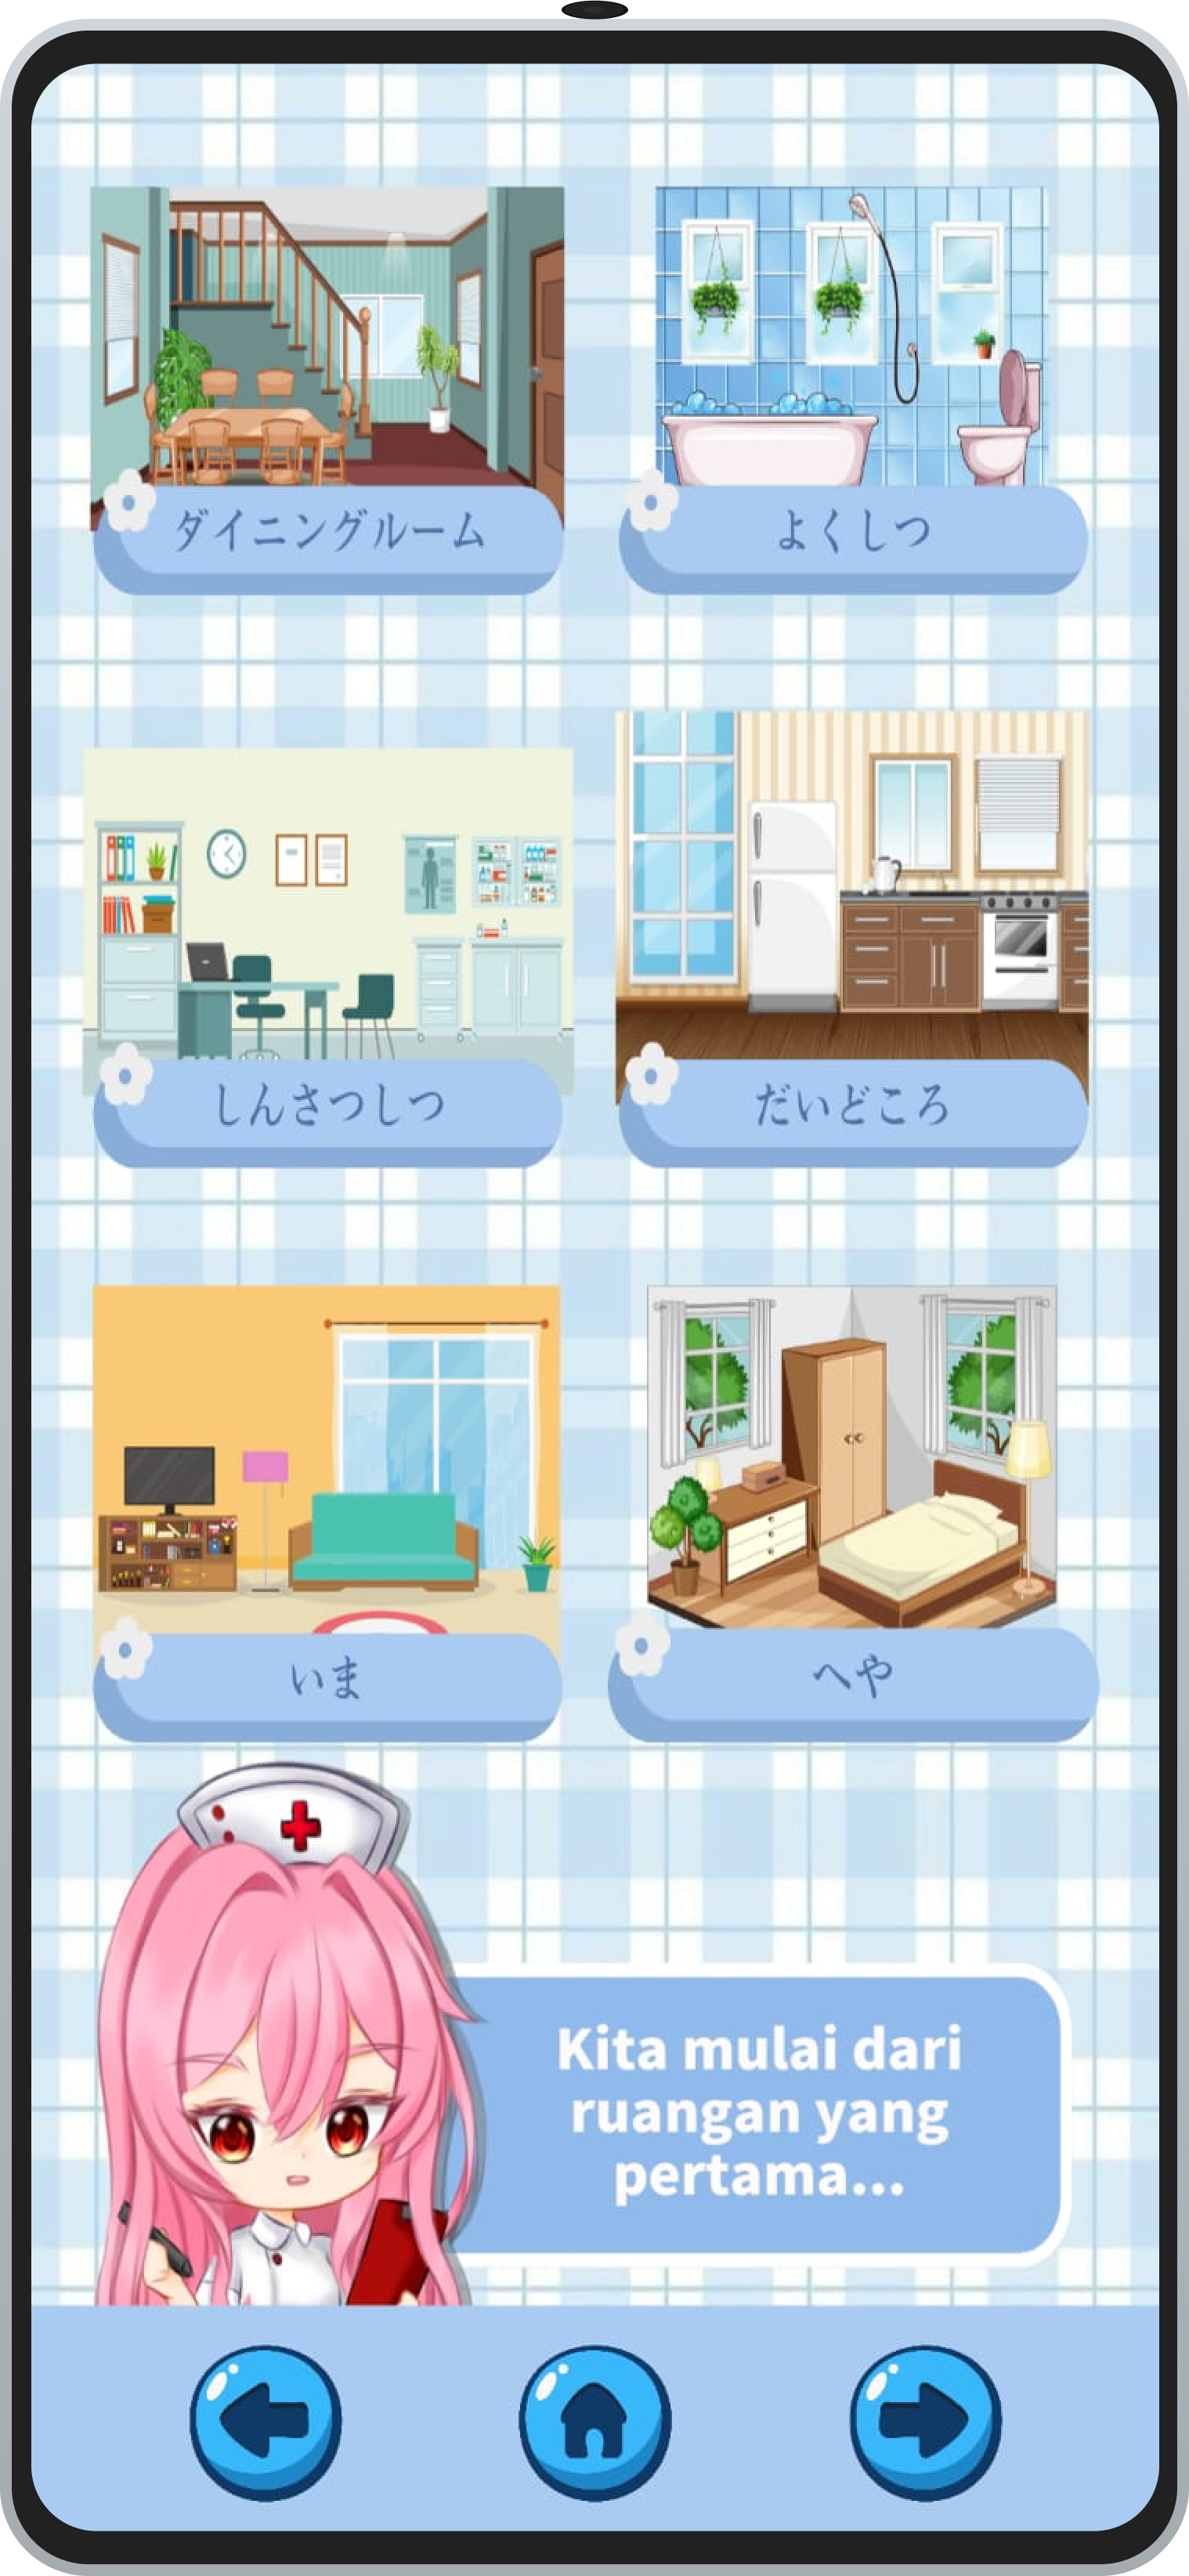 ダイニングルーム
よくしつ
しんさつしつ
だいどころ
いま
へや
Kita mulai dari
ruangan yang
pertama...